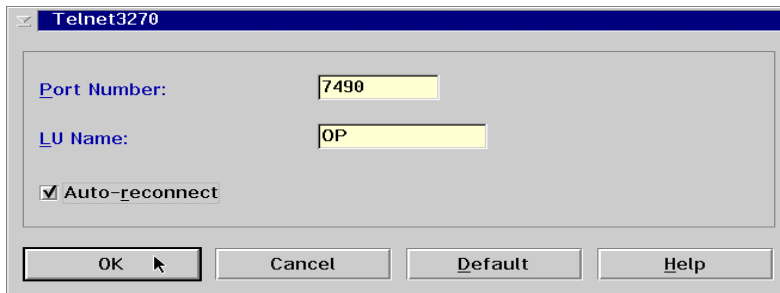 Telnet3270
Port Number: 7490
LU Name: OP
Auto-reconnect
OK Cancel Default Help